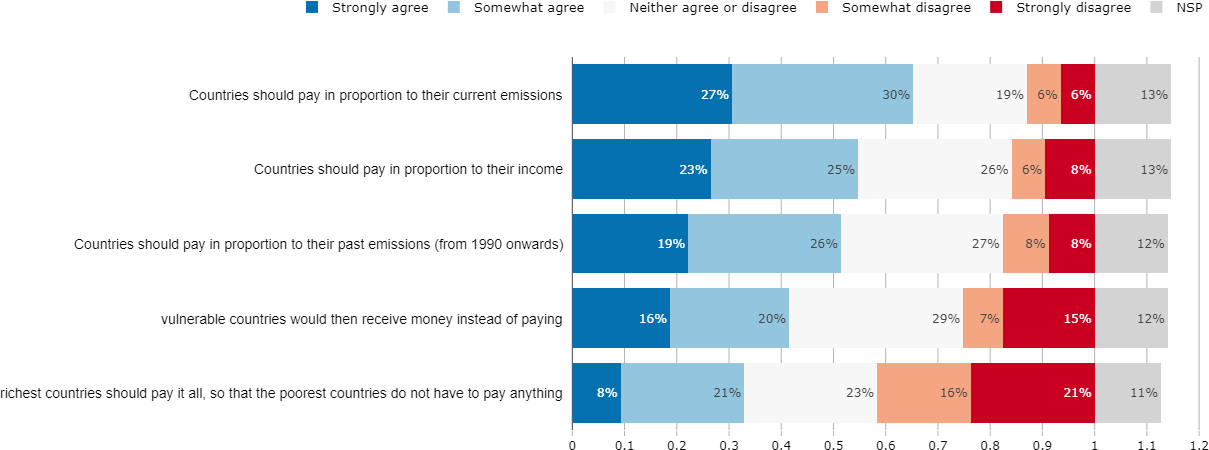 Strongly agree Somewhat agree Neither agree or disagree Somewhat disagree Strongly disagree NSP
Countries should pay in proportion to their current emissions 27% 30% 19% 6% 6% 13%
Countries should pay in proportion to their income 23% 25% 26% 6% 8% 13%
Countries should pay in proportion to their past emissions (from 1990 onwards) 19% 26% 27% 8% 8% 12%
vulnerable countries would then receive money instead of paying 16% 20% 29% 7% 15% 12%
richest countries should pay it all, so that the poorest countries do not have to pay anything 8% 21% 23% 16% 21% 11%
0 0.1 0.2 0.3 0.4 0.5 0.6 0.7 0.8 0.9 1 1.1 1.2